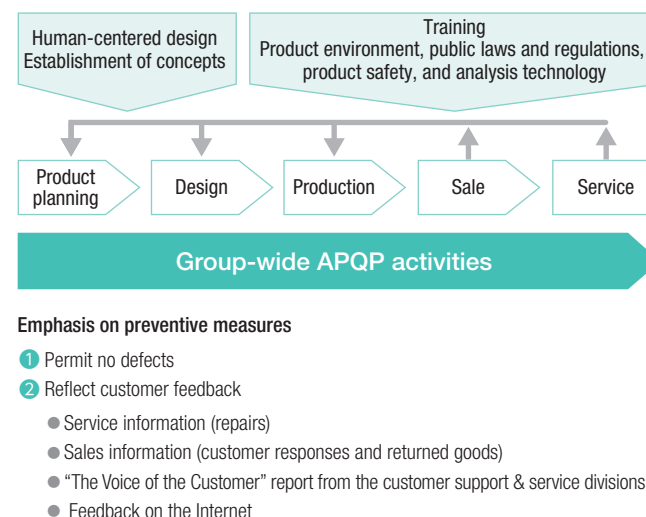 Human-centered design
Establishment of concepts
Training
Product environment, public laws and regulations,
product safety, and analysis technology
Product
planning
Design
Production
Sale
Service
Group-wide APQP activities
Emphasis on preventive measures
1 Permit no defects
2 Reflect customer feedback
● Service information (repairs)
● Sales information (customer responses and returned goods)
● “The Voice of the Customer” report from the customer support & service divisions
● Feedback on the Internet